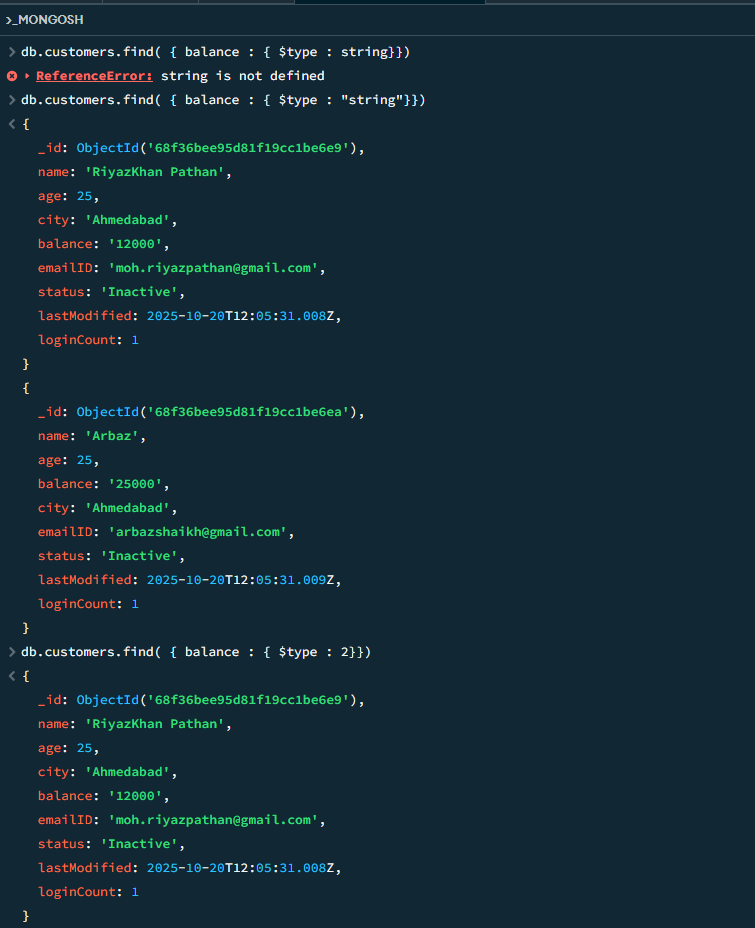 >_MONGOSH
> db.customers.find( { balance : { $type : string}})
ReferenceError: string is not defined
> db.customers.find( { balance : { $type : "string"}})
< {
_id: ObjectId('68f36bee95d81f19cc1be6e9'),
name: 'RiyazKhan Pathan',
age: 25,
city: 'Ahmedabad',
balance: '12000',
emailID: 'moh.riyazpathan@gmail.com',
status: 'Inactive',
lastModified: 2025-10-20T12:05:31.008Z,
loginCount: 1
}
{
_id: ObjectId('68f36bee95d81f19cc1be6ea'),
name: 'Arbaz',
age: 25,
balance: '25000',
city: 'Ahmedabad',
emailID: 'arbazshaikh@gmail.com',
status: 'Inactive',
lastModified: 2025-10-20T12:05:31.009Z,
loginCount: 1
}
> db.customers.find( { balance : { $type : 2}})
< {
_id: ObjectId('68f36bee95d81f19cc1be6e9'),
name: 'RiyazKhan Pathan',
age: 25,
city: 'Ahmedabad',
balance: '12000',
emailID: 'moh.riyazpathan@gmail.com',
status: 'Inactive',
lastModified: 2025-10-20T12:05:31.008Z,
loginCount: 1
}